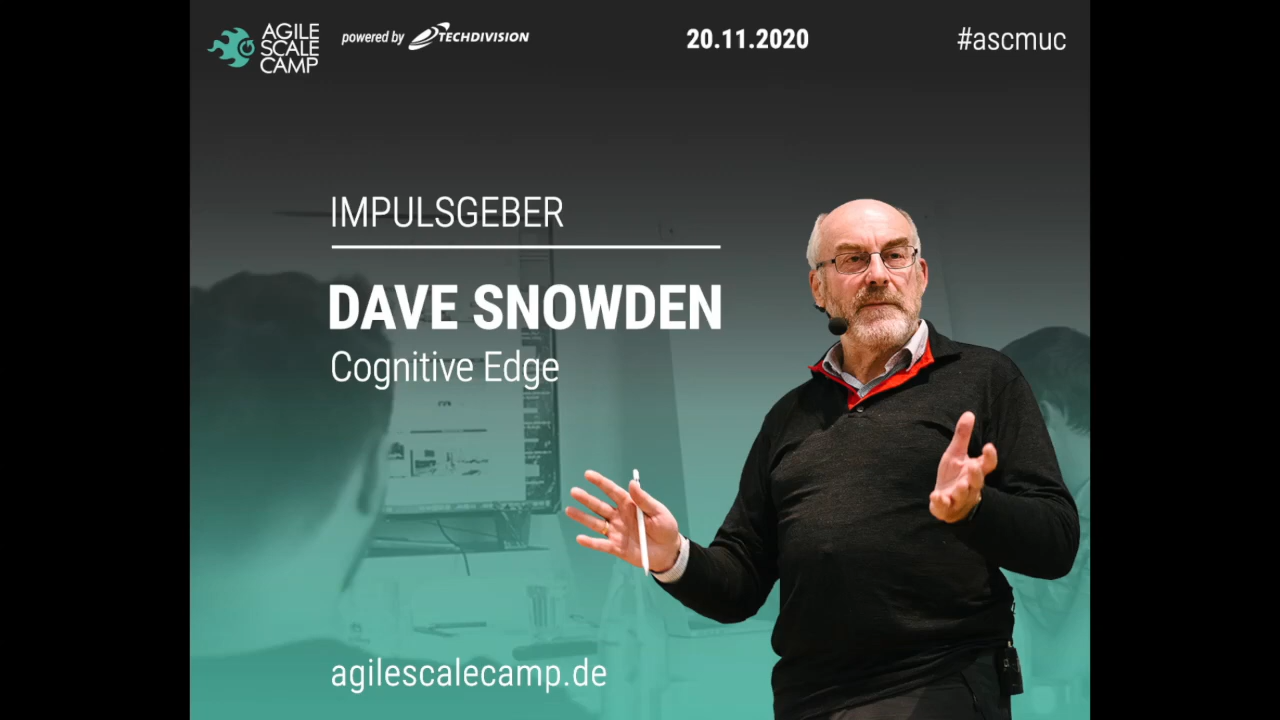 AGILE
SCALE
CAMP
powered by TECHDIVISION
20.11.2020
#ascmuc
IMPULSGEBER
DAVE SNOWDEN
Cognitive Edge
agilescalecamp.de